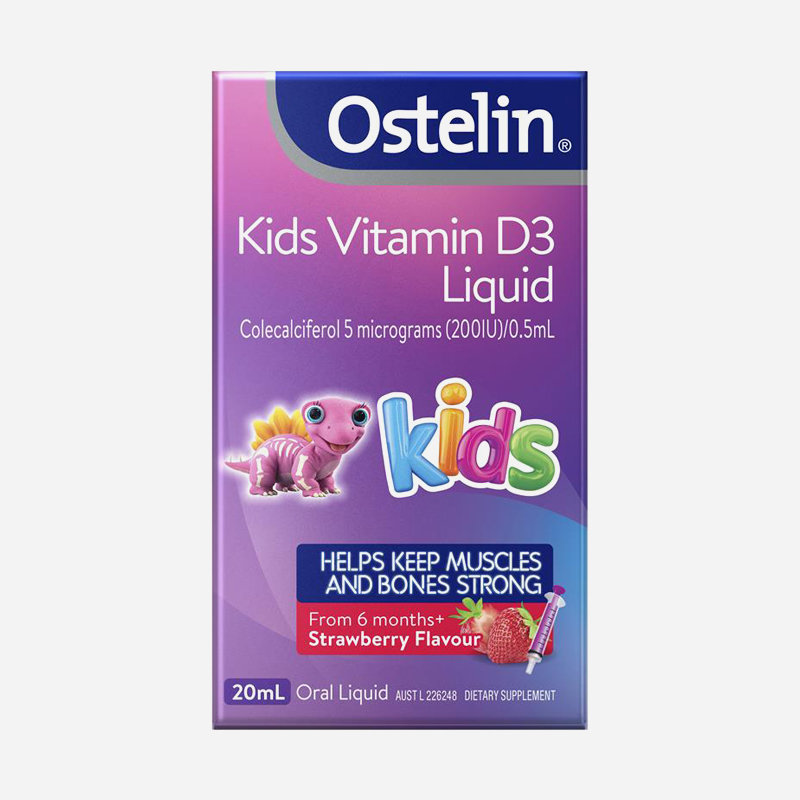 Ostelin®
Kids Vitamin D3
Liquid
Colecalciferol 5 micrograms (200IU)/0.5mL
kids
HELPS KEEP MUSCLES
AND BONES STRONG
From 6 months+
Strawberry Flavour
20mL Oral Liquid AUST L 226248 DIETARY SUPPLEMENT